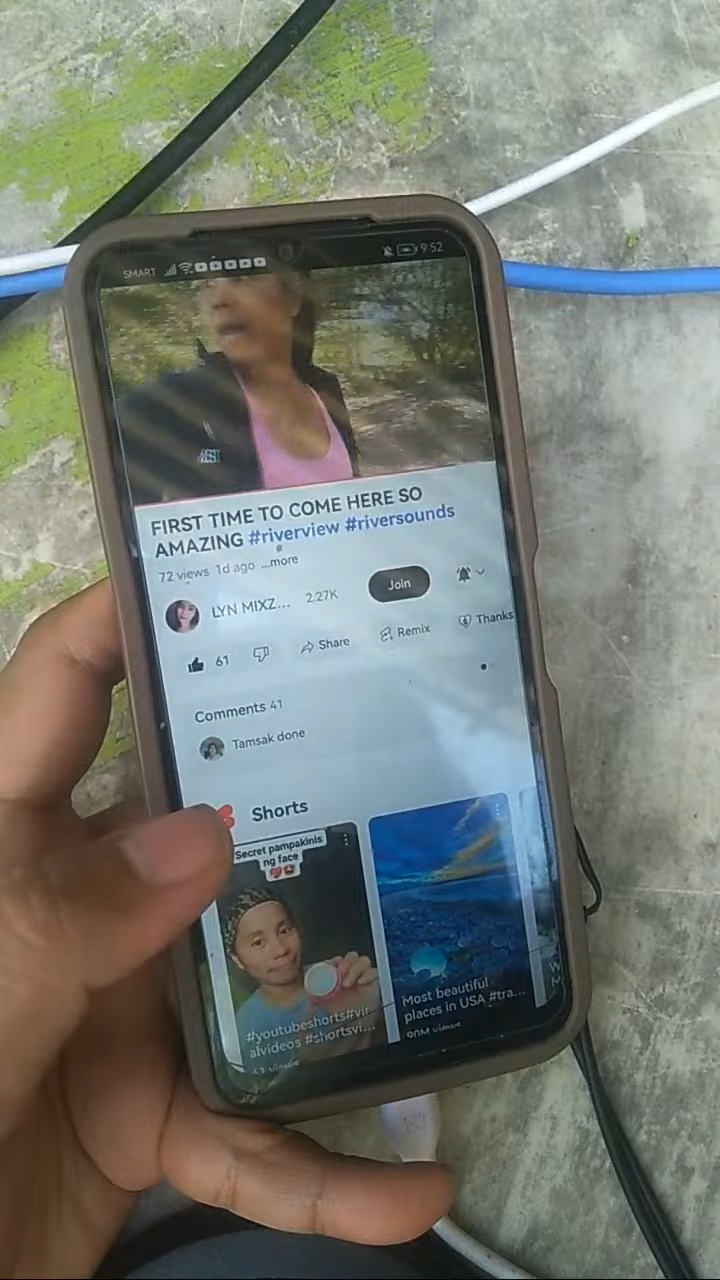 SMART 9:52
FIRST TIME TO COME HERE SO
AMAZING #riverview #riversounds
72 views 1d ago ...more
LYN MIXZ... 2.27K Join
61 Share Remix Thanks
Comments 41
Tamsak done
Shorts
Secret pampakinis
ng face
#youtubeshorts#vir
alvideos #shortsvi...
Most beautiful
places in USA #tra...
90M views